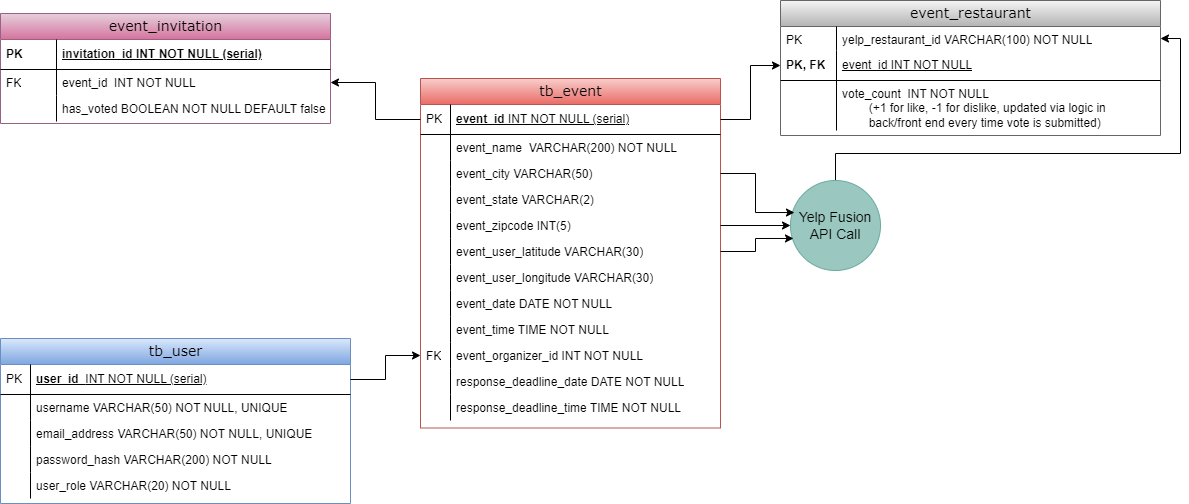 event_invitation
PK invitation_id INT NOT NULL (serial)
FK event_id INT NOT NULL
has_voted BOOLEAN NOT NULL DEFAULT false
tb_event
PK event_id INT NOT NULL (serial)
event_name VARCHAR(200) NOT NULL
event_city VARCHAR(50)
event_state VARCHAR(2)
event_zipcode INT(5)
event_user_latitude VARCHAR(30)
event_user_longitude VARCHAR(30)
event_date DATE NOT NULL
event_time TIME NOT NULL
FK event_organizer_id INT NOT NULL
response_deadline_date DATE NOT NULL
response_deadline_time TIME NOT NULL
event_restaurant
PK yelp_restaurant_id VARCHAR(100) NOT NULL
PK, FK event_id INT NOT NULL
vote_count INT NOT NULL
(+1 for like, -1 for dislike, updated via logic in
back/front end every time vote is submitted)
Yelp Fusion
API Call
tb_user
PK user_id INT NOT NULL (serial)
username VARCHAR(50) NOT NULL, UNIQUE
email_address VARCHAR(50) NOT NULL, UNIQUE
password_hash VARCHAR(200) NOT NULL
user_role VARCHAR(20) NOT NULL